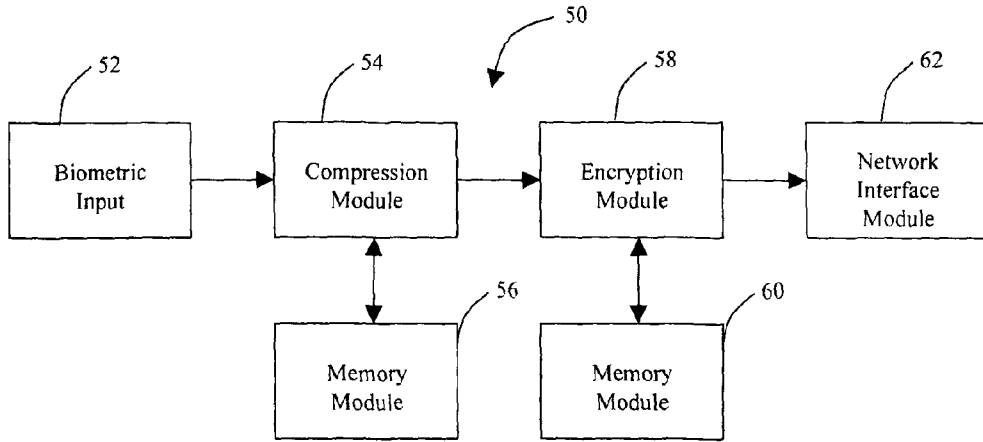 50
52
54
58
62
Biometric
Input
Compression
Module
Encryption
Module
Network
Interface
Module
56
60
Memory
Module
Memory
Module